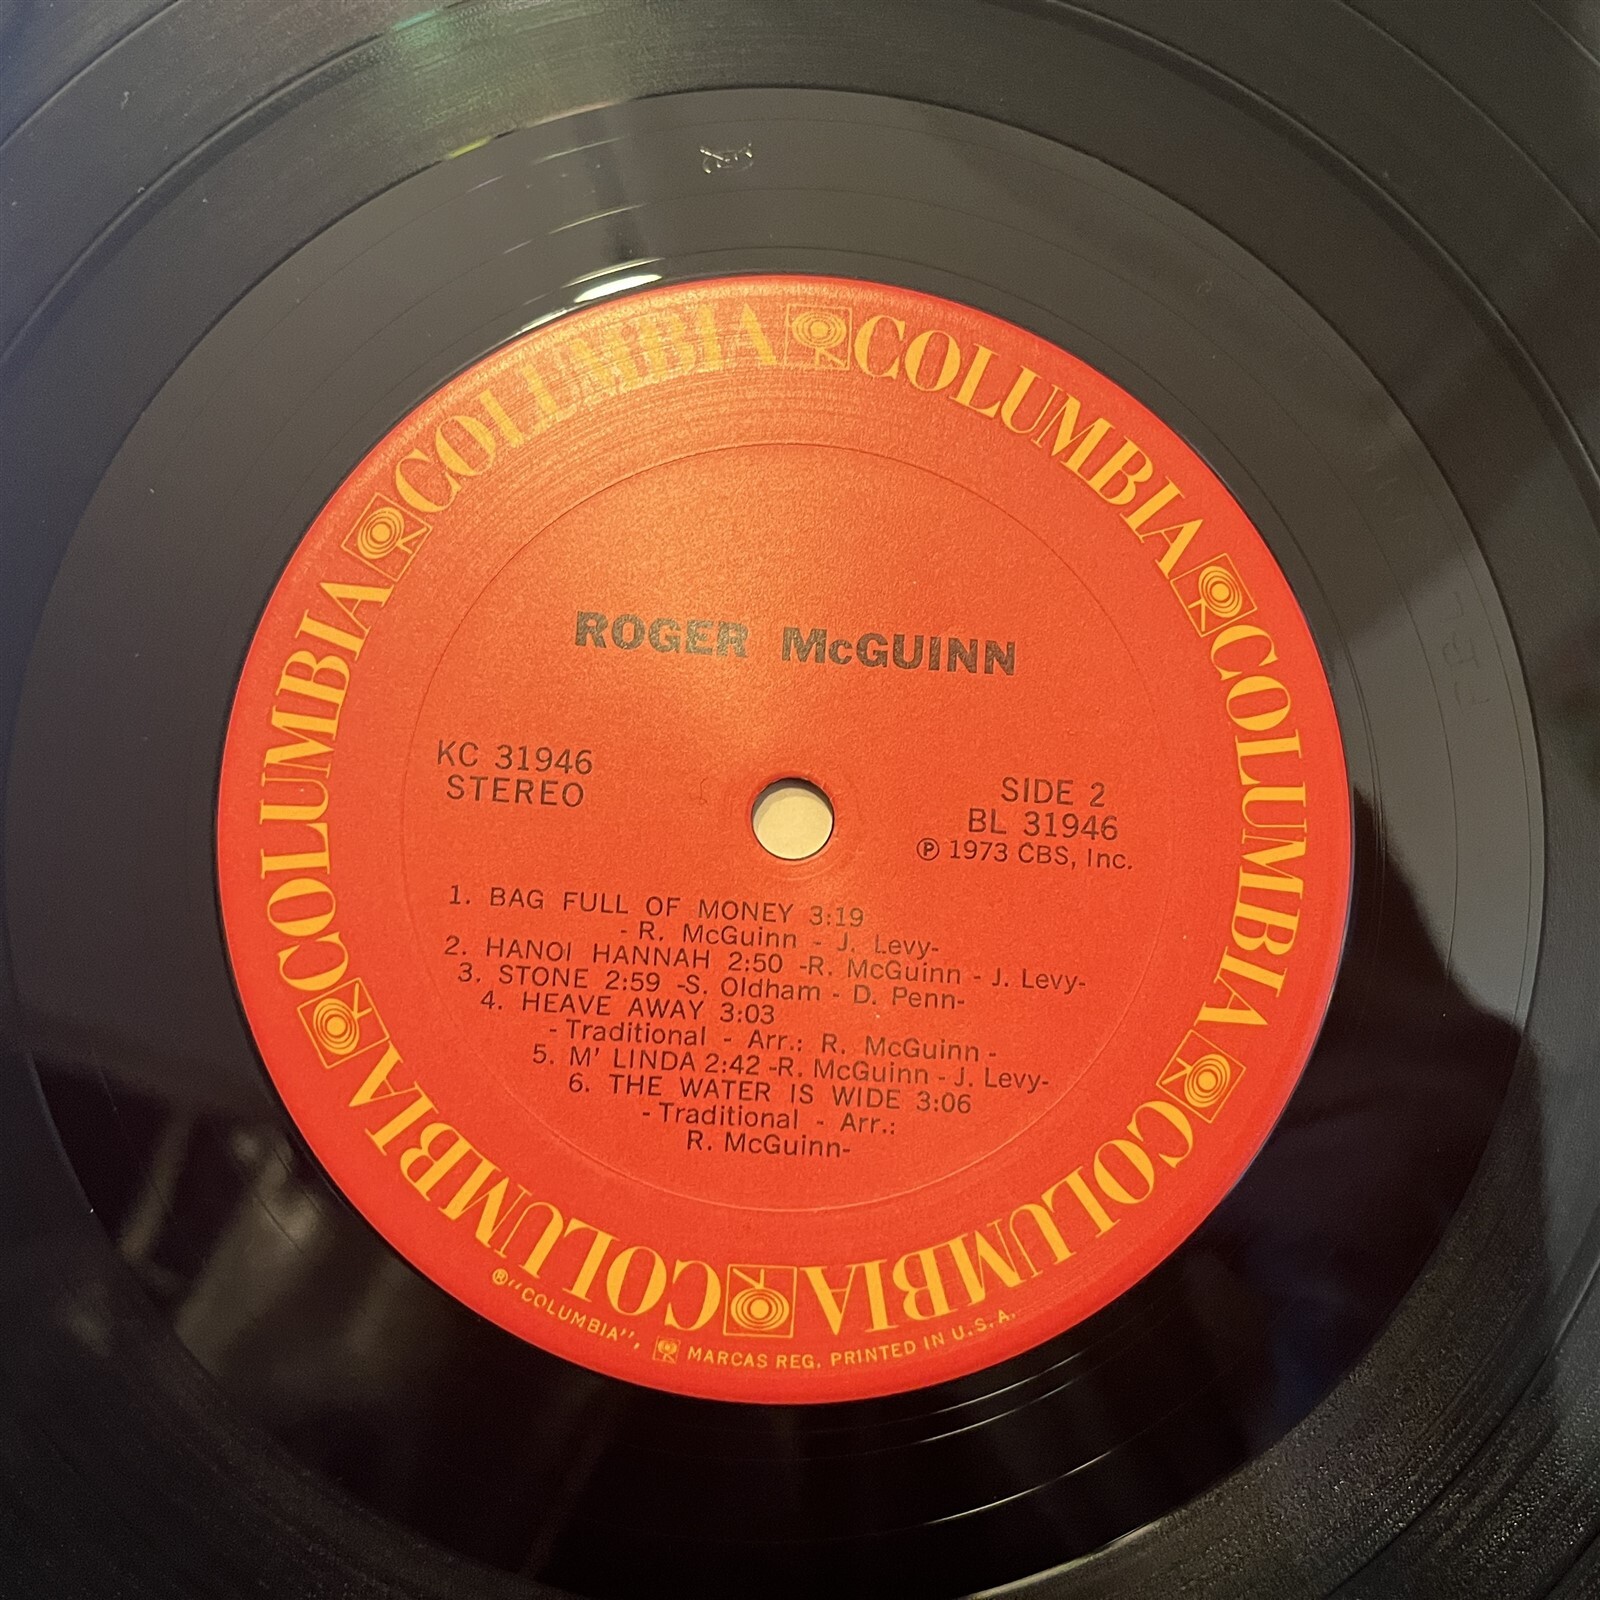 COLUMBIA COLUMBIA COLUMBIA COLUMBIA COLUMBIA COLUMBIA
ROGER McGUINN
KC 31946
STEREO
SIDE 2
BL 31946
Ⓟ 1973 CBS, Inc.
1. BAG FULL OF MONEY 3:19
- R. McGuinn - J. Levy-
2. HANOI HANNAH 2:50 -R. McGuinn - J. Levy-
3. STONE 2:59 -S. Oldham - D. Penn-
4. HEAVE AWAY 3:03
- Traditional - Arr.: R. McGuinn -
5. M' LINDA 2:42 -R. McGuinn - J. Levy-
6. THE WATER IS WIDE 3:06
- Traditional - Arr.:
R. McGuinn-
®"COLUMBIA", MARCAS REG. PRINTED IN U.S.A.